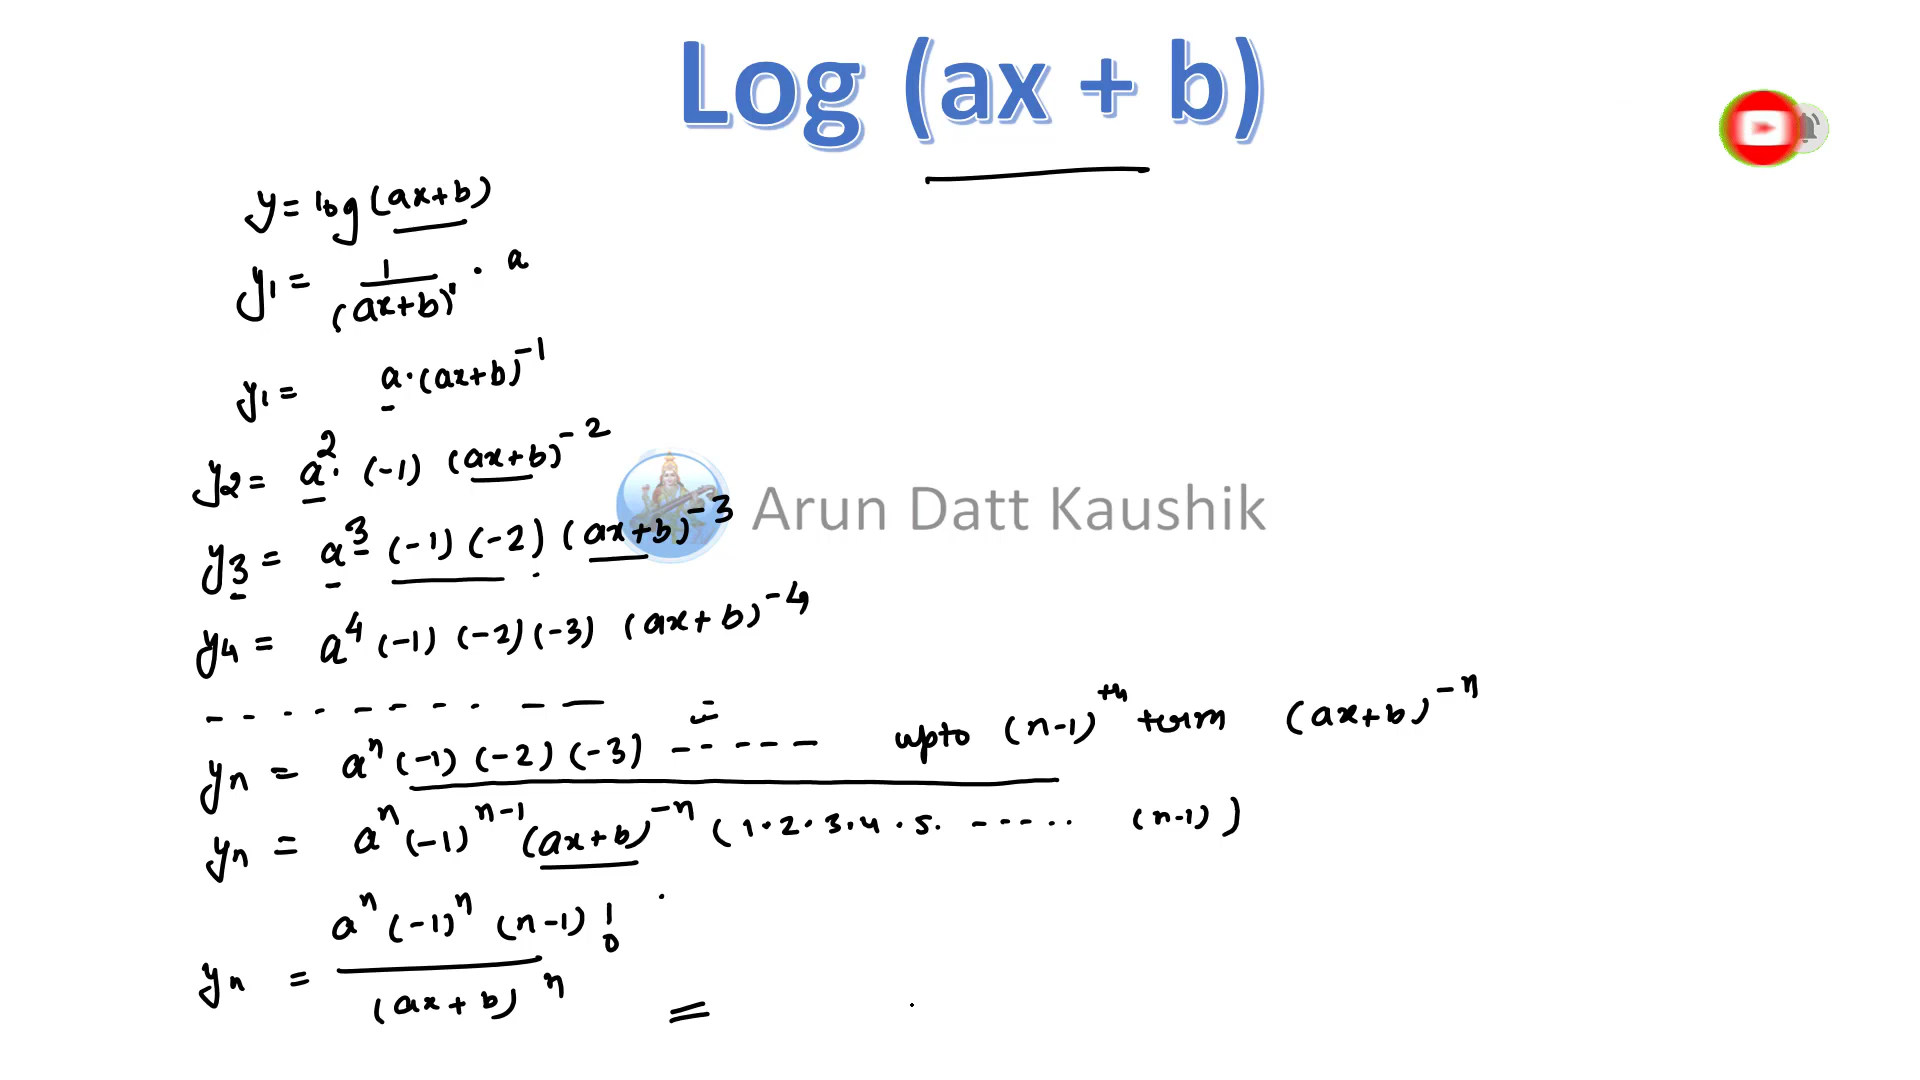 Log (ax + b)
y = log (ax+b)
y₁ = 1/(ax+b)¹ · a
y₁ = a·(ax+b)⁻¹
y₂ = a²· (-1) (ax+b)⁻²
Arun Datt Kaushik
y₃ = a³ (-1) (-2) (ax+b)⁻³
y₄ = a⁴ (-1) (-2) (-3) (ax+b)⁻⁴
yₙ = aⁿ (-1) (-2) (-3) ------ upto (n-1)ᵗʰ term (ax+b)⁻ⁿ
yₙ = aⁿ (-1)ⁿ⁻¹ (ax+b)⁻ⁿ (1·2·3·4·5. ------ (n-1))
yₙ = aⁿ (-1)ⁿ (n-1)! / (ax+b)ⁿ